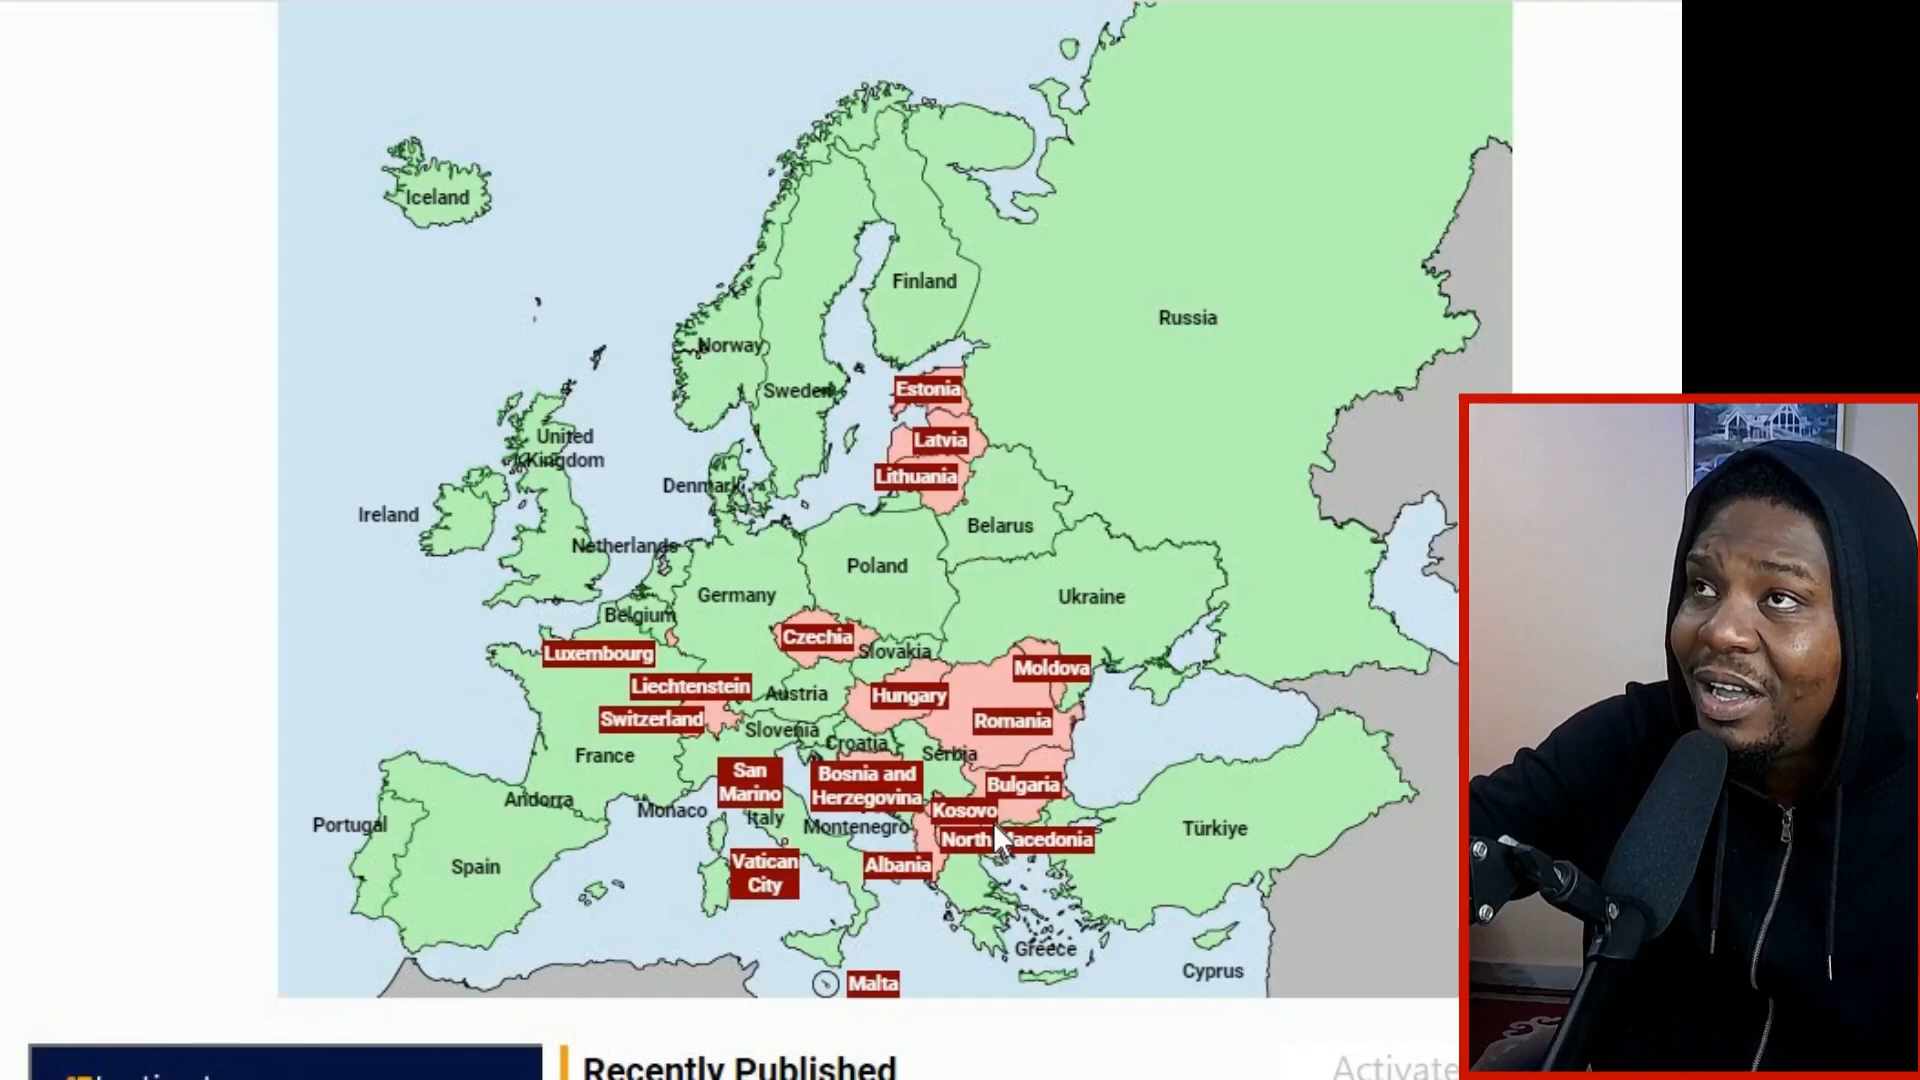 Iceland
Finland
Russia
Norway
Sweden
Estonia
United
Kingdom
Latvia
Lithuania
Denmark
Ireland
Belarus
Netherlands
Poland
Germany
Ukraine
Belgium
Czechia
Luxembourg
Slovakia
Moldova
Liechtenstein
Austria
Hungary
Switzerland
Romania
Slovenia
Croatia
Serbia
France
San
Marino
Bosnia and
Herzegovina
Bulgaria
Andorra
Monaco
Kosovo
Italy
Portugal
Montenegro
Türkiye
North Macedonia
Spain
Vatican
City
Albania
Greece
Cyprus
Malta
Recently Published
Activate